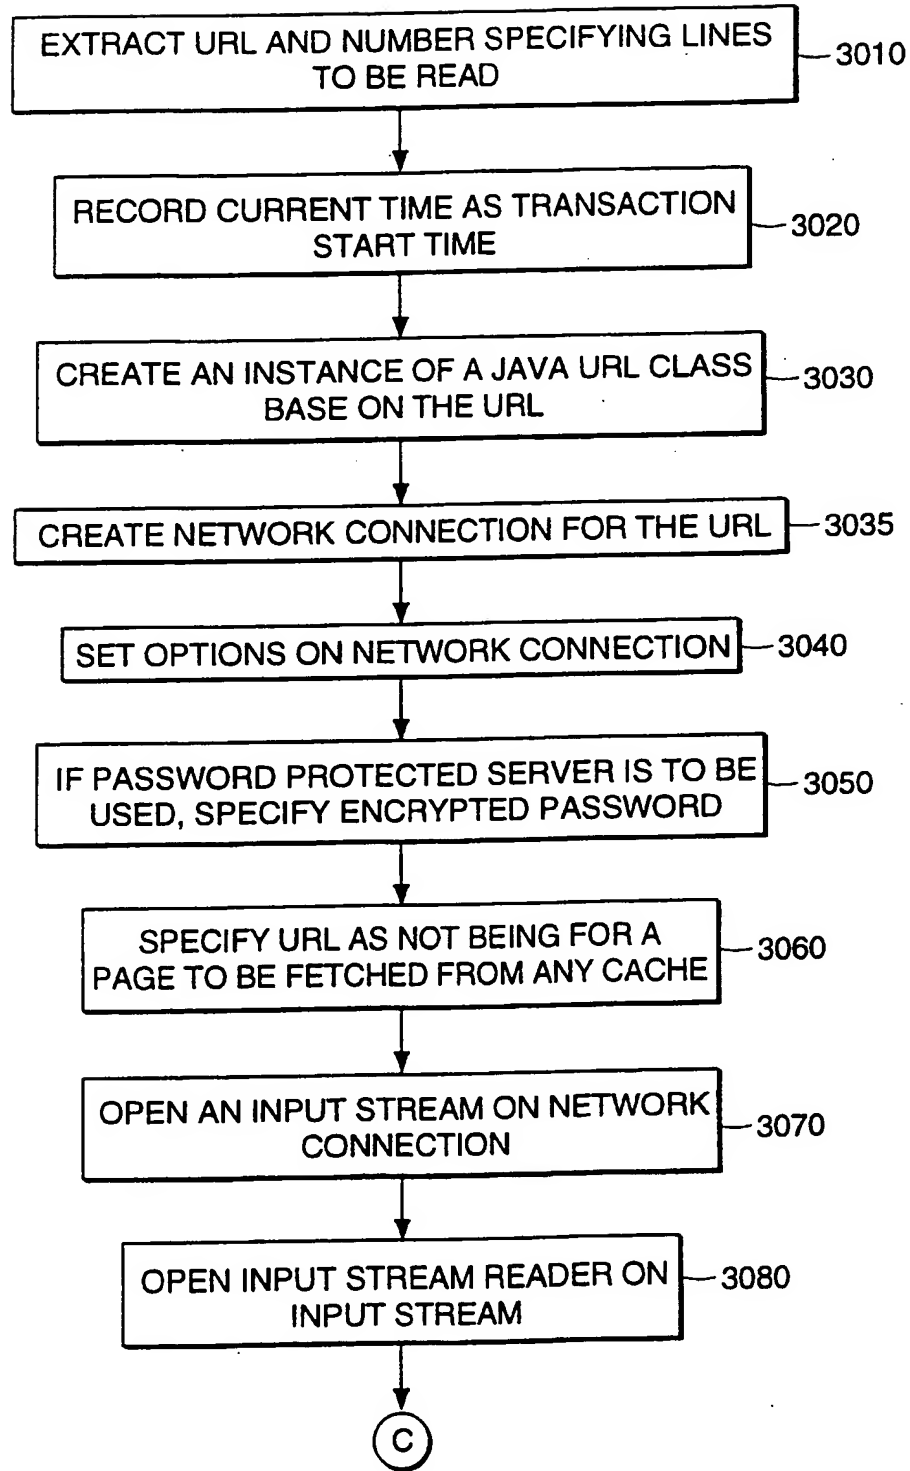 EXTRACT URL AND NUMBER SPECIFYING LINES
TO BE READ
3010
RECORD CURRENT TIME AS TRANSACTION
START TIME
3020
CREATE AN INSTANCE OF A JAVA URL CLASS
BASE ON THE URL
3030
CREATE NETWORK CONNECTION FOR THE URL
3035
SET OPTIONS ON NETWORK CONNECTION
3040
IF PASSWORD PROTECTED SERVER IS TO BE
USED, SPECIFY ENCRYPTED PASSWORD
3050
SPECIFY URL AS NOT BEING FOR A
PAGE TO BE FETCHED FROM ANY CACHE
3060
OPEN AN INPUT STREAM ON NETWORK
CONNECTION
3070
OPEN INPUT STREAM READER ON
INPUT STREAM
3080
C